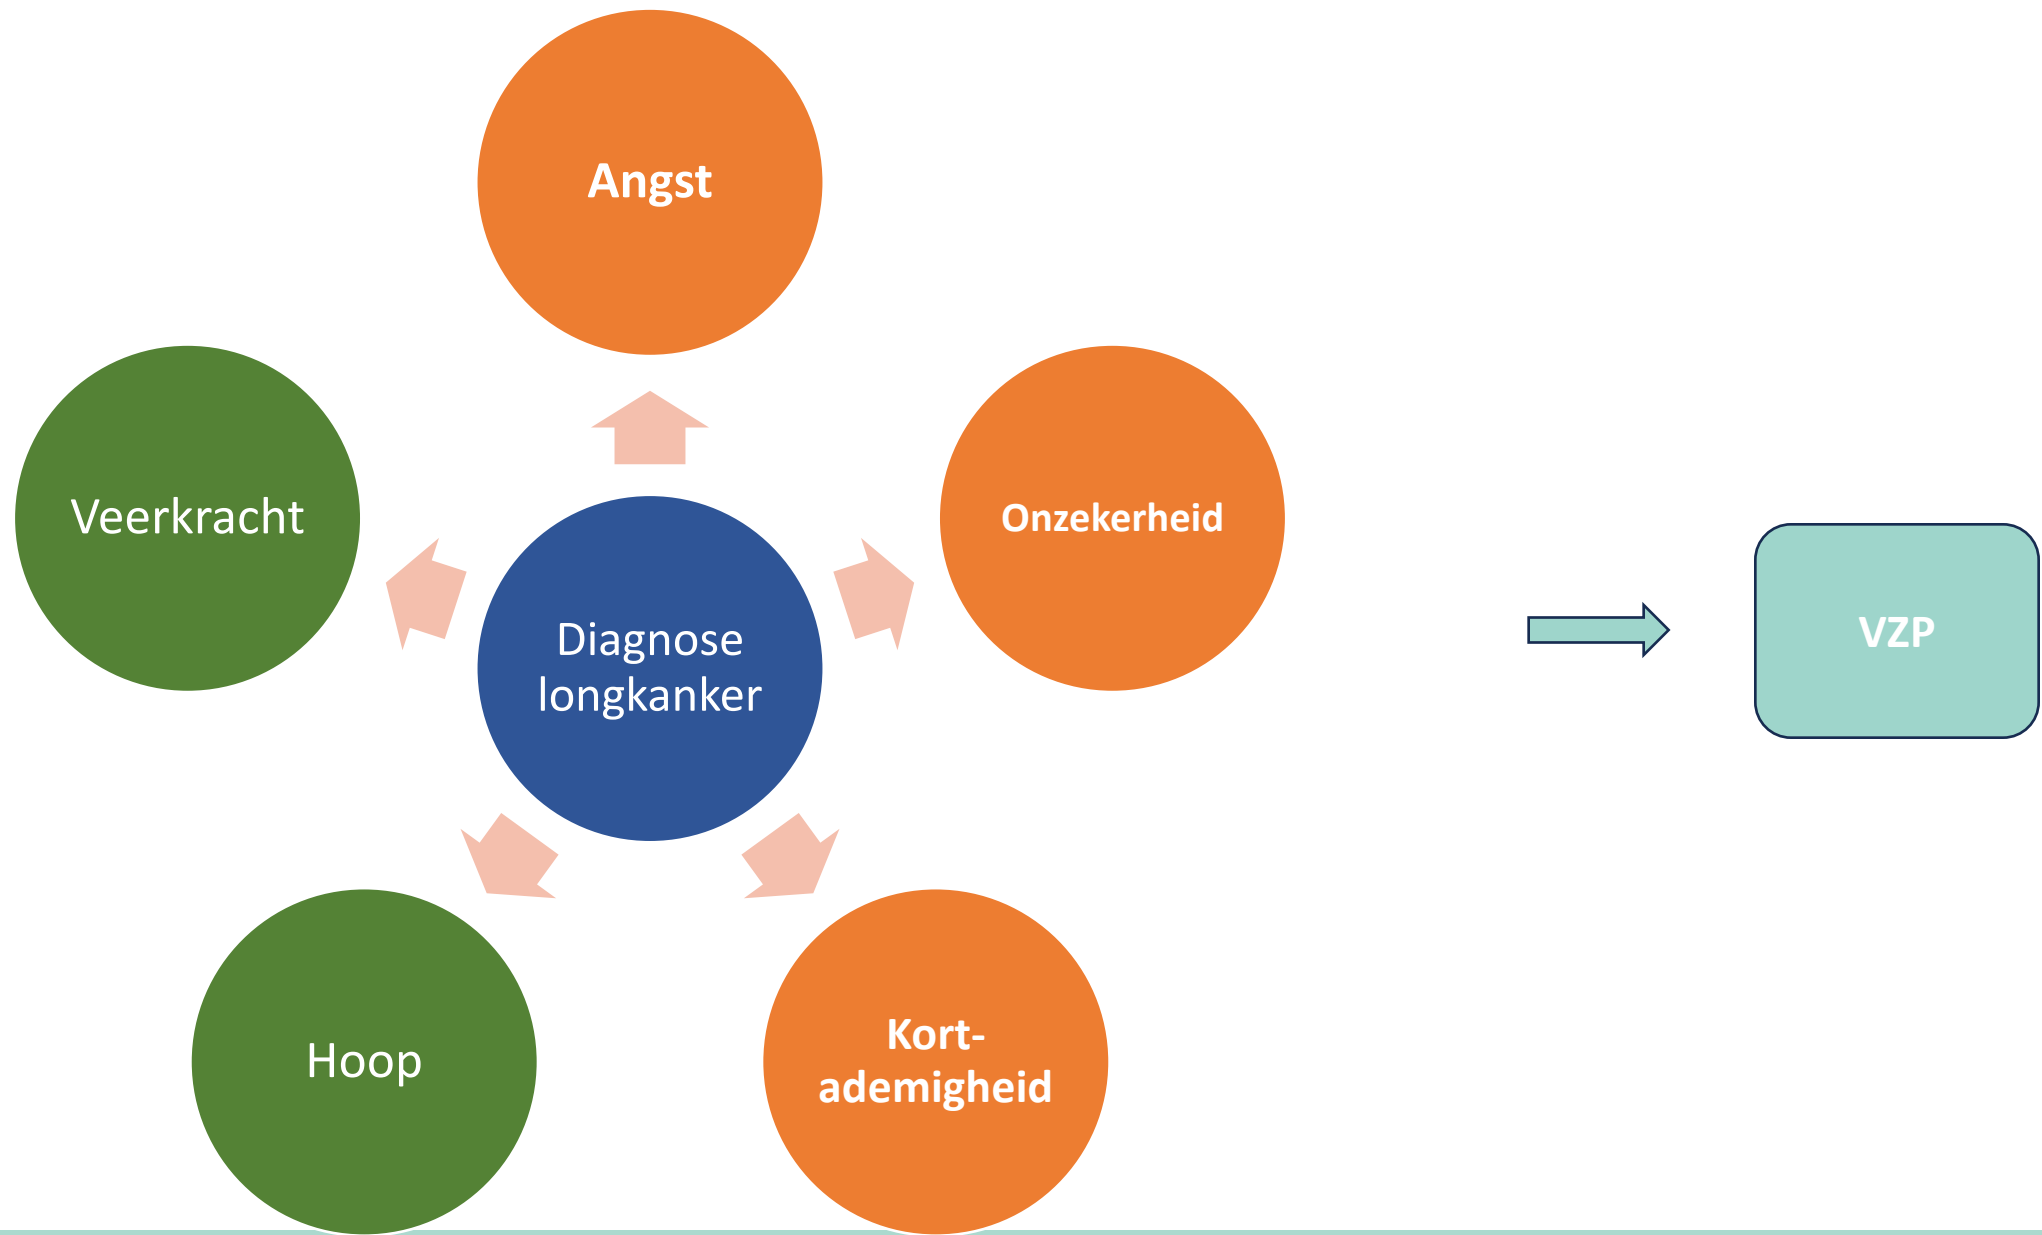 Angst
Veerkracht
Onzekerheid
Diagnose
longkanker
VZP
Hoop
Kort-
ademigheid